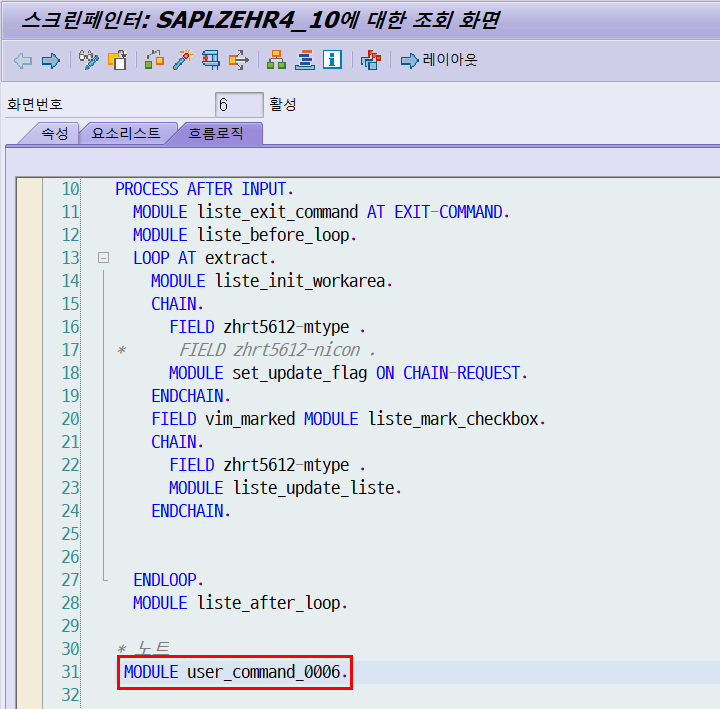 스크린페인터: SAPLZEHR4_10에 대한 조회 화면
레이아웃
화면번호 6 활성
속성 요소리스트 흐름로직
10 PROCESS AFTER INPUT.
11 MODULE liste_exit_command AT EXIT-COMMAND.
12 MODULE liste_before_loop.
13 LOOP AT extract.
14 MODULE liste_init_workarea.
15 CHAIN.
16 FIELD zhrt5612-mtype .
17 * FIELD zhrt5612-nicon .
18 MODULE set_update_flag ON CHAIN-REQUEST.
19 ENDCHAIN.
20 FIELD vim_marked MODULE liste_mark_checkbox.
21 CHAIN.
22 FIELD zhrt5612-mtype .
23 MODULE liste_update_liste.
24 ENDCHAIN.
25
26
27 ENDLOOP.
28 MODULE liste_after_loop.
29
30 * 노트
31 MODULE user_command_0006.
32